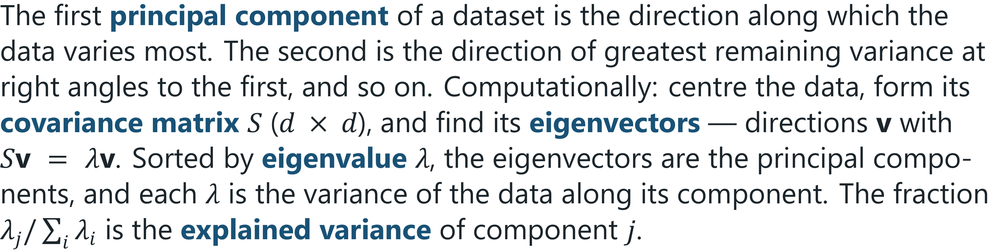 The first principal component of a dataset is the direction along which the
data varies most. The second is the direction of greatest remaining variance at
right angles to the first, and so on. Computationally: centre the data, form its
covariance matrix S (d × d), and find its eigenvectors — directions v with
Sv = λv. Sorted by eigenvalue λ, the eigenvectors are the principal compo-
nents, and each λ is the variance of the data along its component. The fraction
λj/∑i λi is the explained variance of component j.